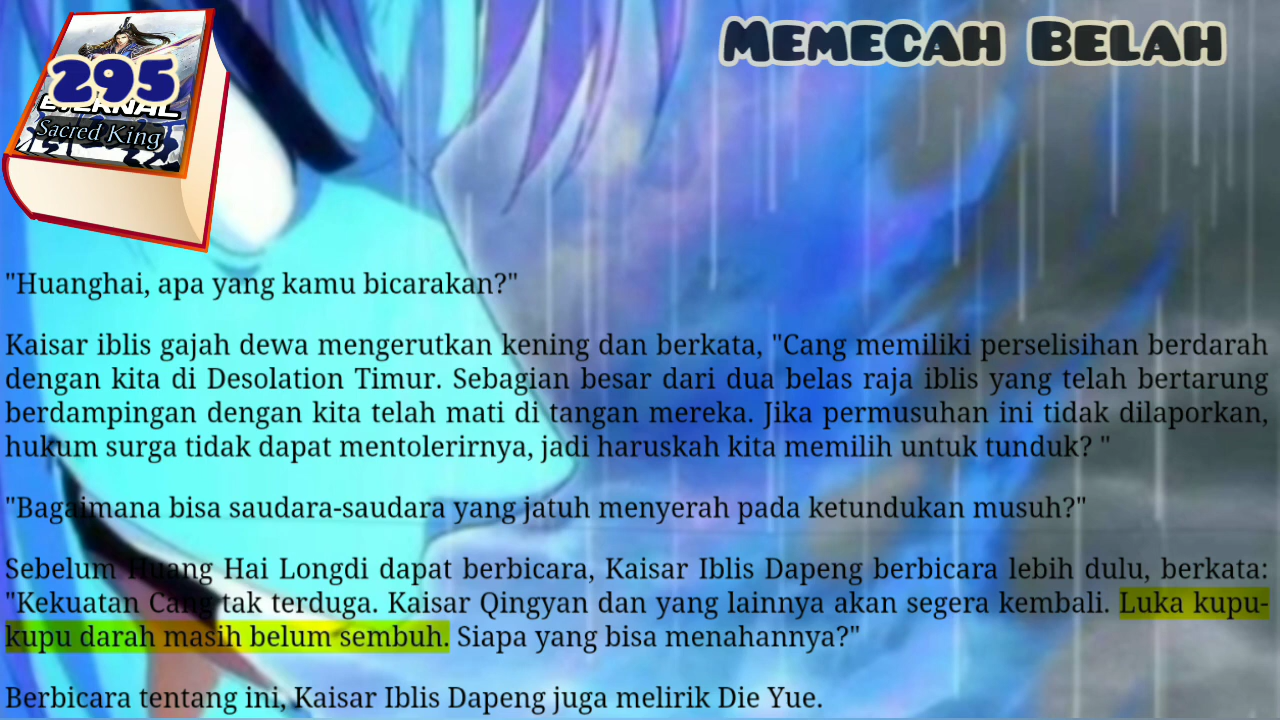 295
ETERNAL
Sacred King
Memecah Belah
"Huanghai, apa yang kamu bicarakan?"
Kaisar iblis gajah dewa mengerutkan kening dan berkata, "Cang memiliki perselisihan berdarah
dengan kita di Desolation Timur. Sebagian besar dari dua belas raja iblis yang telah bertarung
berdampingan dengan kita telah mati di tangan mereka. Jika permusuhan ini tidak dilaporkan,
hukum surga tidak dapat mentolerirnya, jadi haruskah kita memilih untuk tunduk? "
"Bagaimana bisa saudara-saudara yang jatuh menyerah pada ketundukan musuh?"
Sebelum Huang Hai Longdi dapat berbicara, Kaisar Iblis Dapeng berbicara lebih dulu, berkata:
"Kekuatan Cang tak terduga. Kaisar Qingyan dan yang lainnya akan segera kembali. Luka kupu-
kupu darah masih belum sembuh. Siapa yang bisa menahannya?"
Berbicara tentang ini, Kaisar Iblis Dapeng juga melirik Die Yue.